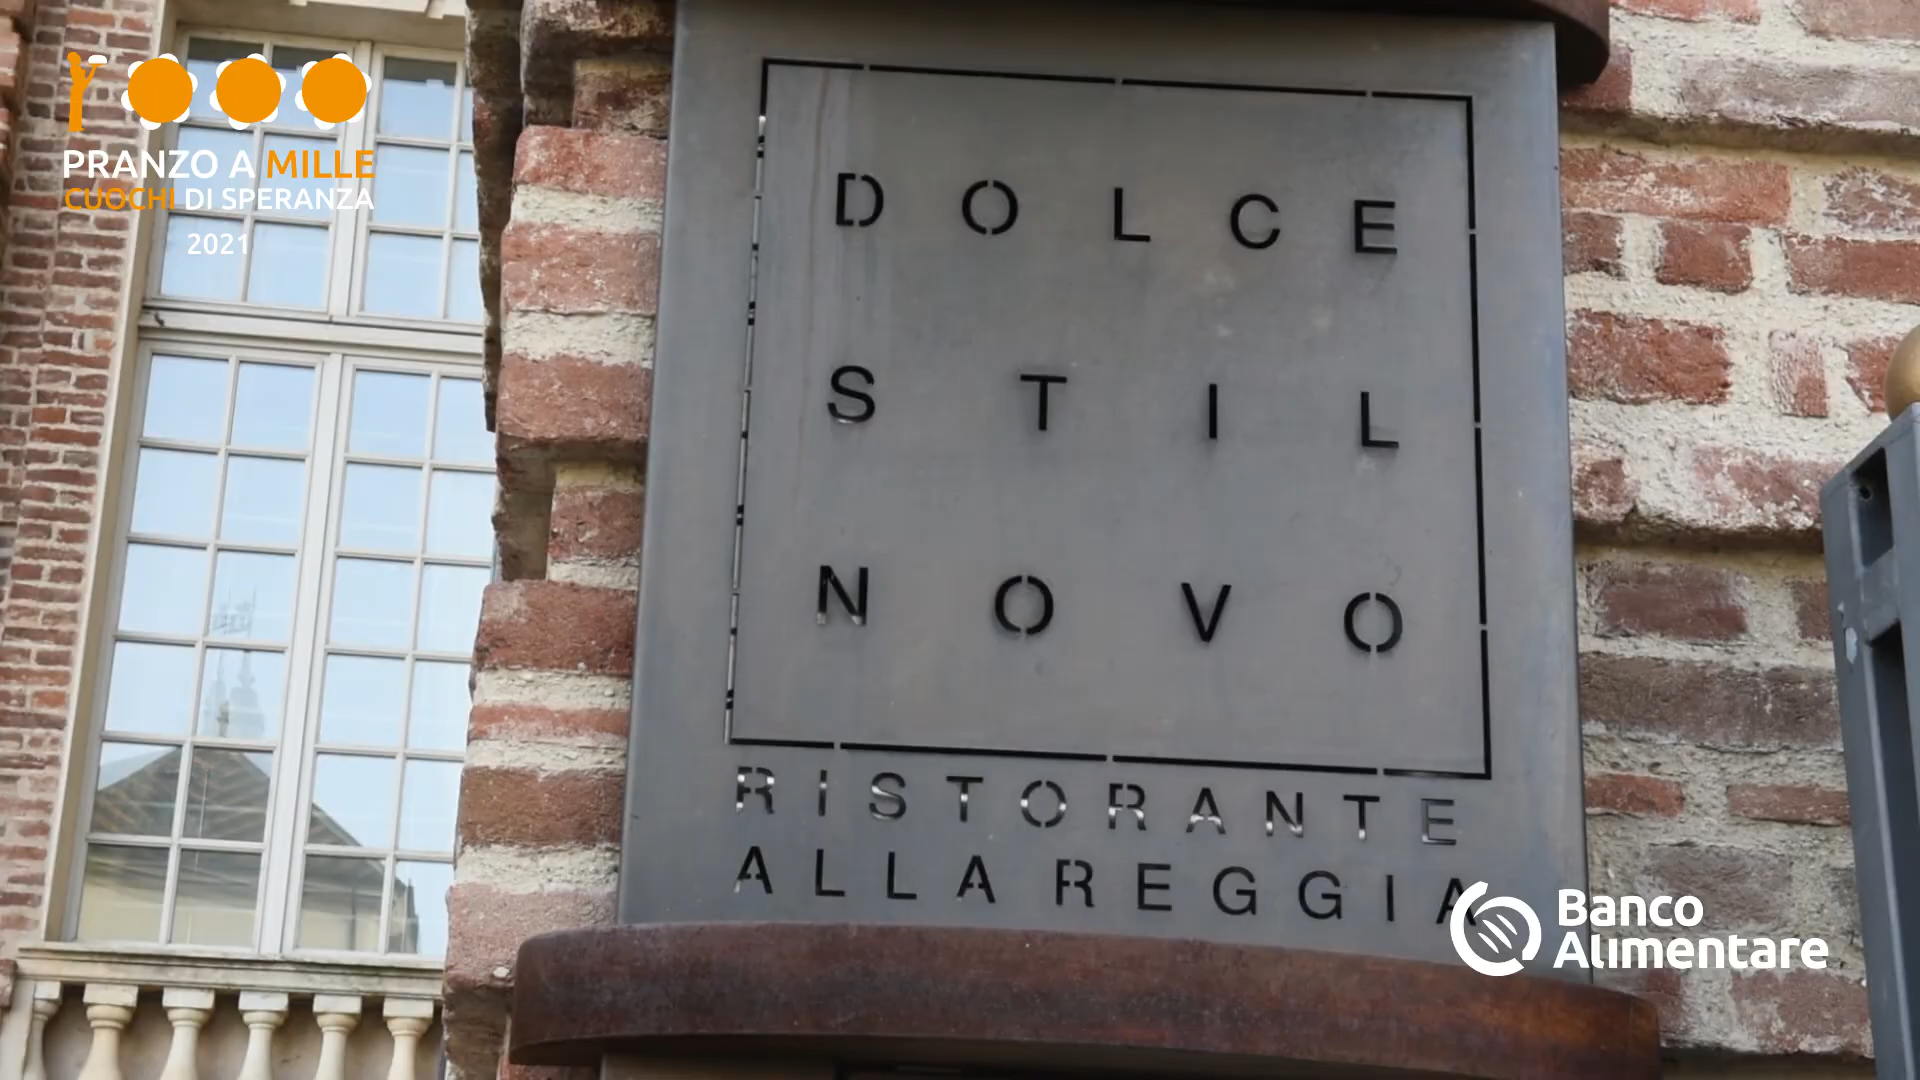 PRANZO A MILLE
CUOCHI DI SPERANZA
2021
DOLCE
STIL
NOVO
RISTORANTE
ALLA REGGIA
Banco
Alimentare